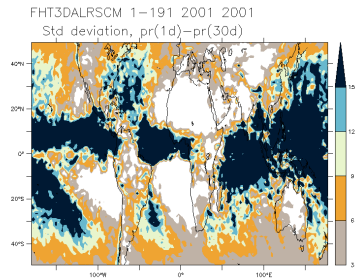 FHT3DALRSCM 1-191 2001 2001
Std deviation, pr(1d)-pr(30d)
40°N
20°N
0°
20°S
40°S
100°W
0°
100°E
15
12
9
6
3